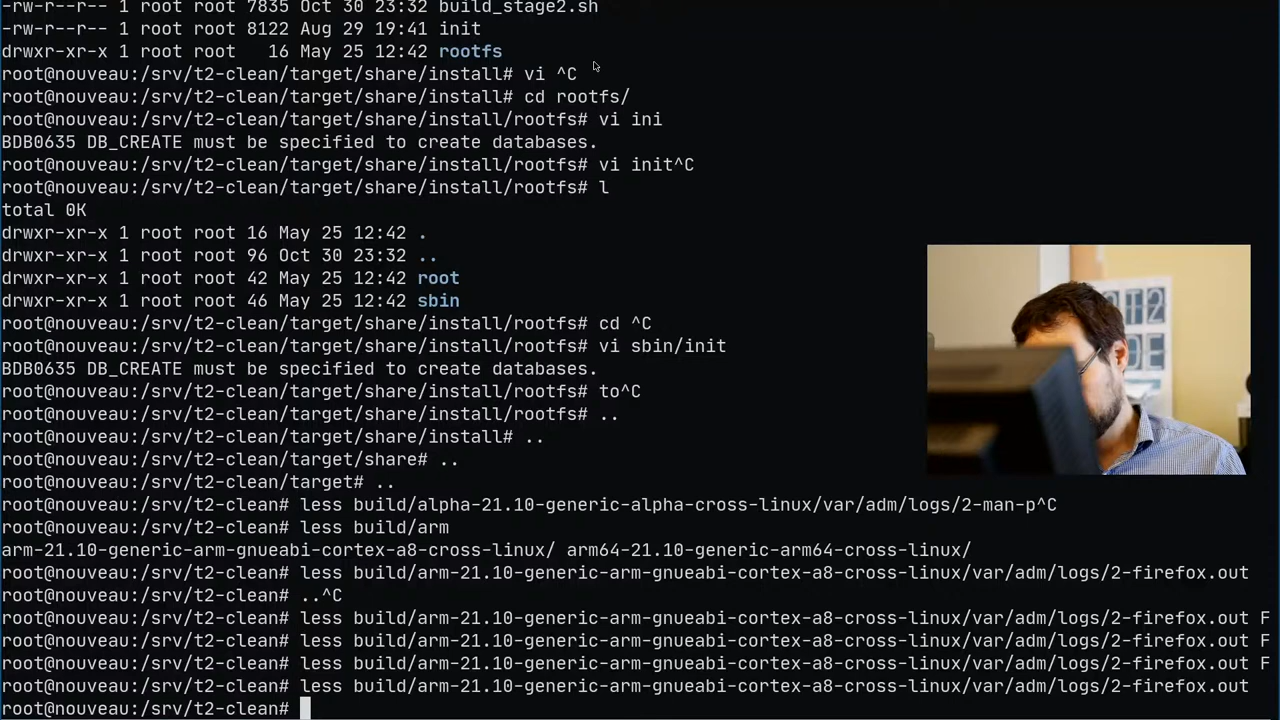 -rw-r--r-- 1 root root 7835 Oct 30 23:32 build_stage2.sh
-rw-r--r-- 1 root root 8122 Aug 29 19:41 init
drwxr-xr-x 1 root root   16 May 25 12:42 rootfs
root@nouveau:/srv/t2-clean/target/share/install# vi ^C
root@nouveau:/srv/t2-clean/target/share/install# cd rootfs/
root@nouveau:/srv/t2-clean/target/share/install/rootfs# vi ini
BDB0635 DB_CREATE must be specified to create databases.
root@nouveau:/srv/t2-clean/target/share/install/rootfs# vi init^C
root@nouveau:/srv/t2-clean/target/share/install/rootfs# l
total 0K
drwxr-xr-x 1 root root 16 May 25 12:42 .
drwxr-xr-x 1 root root 96 Oct 30 23:32 ..
drwxr-xr-x 1 root root 42 May 25 12:42 root
drwxr-xr-x 1 root root 46 May 25 12:42 sbin
root@nouveau:/srv/t2-clean/target/share/install/rootfs# cd ^C
root@nouveau:/srv/t2-clean/target/share/install/rootfs# vi sbin/init
BDB0635 DB_CREATE must be specified to create databases.
root@nouveau:/srv/t2-clean/target/share/install/rootfs# to^C
root@nouveau:/srv/t2-clean/target/share/install/rootfs# ..
root@nouveau:/srv/t2-clean/target/share/install# ..
root@nouveau:/srv/t2-clean/target/share# ..
root@nouveau:/srv/t2-clean/target# ..
root@nouveau:/srv/t2-clean# less build/alpha-21.10-generic-alpha-cross-linux/var/adm/logs/2-man-p^C
root@nouveau:/srv/t2-clean# less build/arm
arm-21.10-generic-arm-gnueabi-cortex-a8-cross-linux/ arm64-21.10-generic-arm64-cross-linux/
root@nouveau:/srv/t2-clean# less build/arm-21.10-generic-arm-gnueabi-cortex-a8-cross-linux/var/adm/logs/2-firefox.out
root@nouveau:/srv/t2-clean# ..^C
root@nouveau:/srv/t2-clean# less build/arm-21.10-generic-arm-gnueabi-cortex-a8-cross-linux/var/adm/logs/2-firefox.out F
root@nouveau:/srv/t2-clean# less build/arm-21.10-generic-arm-gnueabi-cortex-a8-cross-linux/var/adm/logs/2-firefox.out F
root@nouveau:/srv/t2-clean# less build/arm-21.10-generic-arm-gnueabi-cortex-a8-cross-linux/var/adm/logs/2-firefox.out F
root@nouveau:/srv/t2-clean# less build/arm-21.10-generic-arm-gnueabi-cortex-a8-cross-linux/var/adm/logs/2-firefox.out
root@nouveau:/srv/t2-clean#